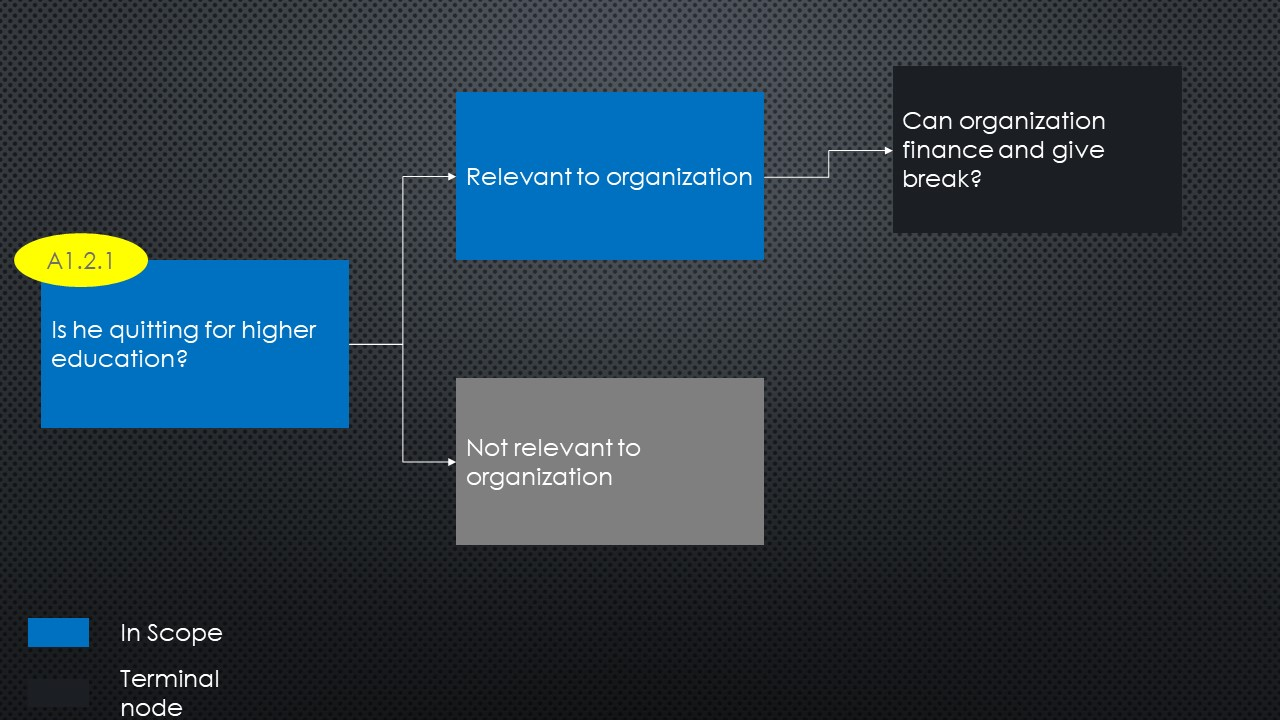 Can organization
finance and give
break?
Relevant to organization
A1.2.1
Is he quitting for higher
education?
Not relevant to
organization
In Scope
Terminal
node